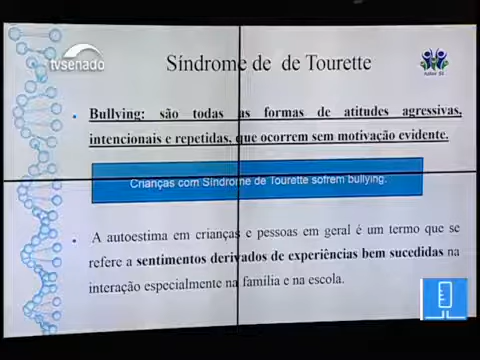 tvsenado
Síndrome de de Tourette
Bullying: são todas as formas de atitudes agressivas,
intencionais e repetidas, que ocorrem sem motivação evidente.
Crianças com Síndrome de Tourette sofrem bullying.
A autoestima em crianças e pessoas em geral é um termo que se
refere a sentimentos derivados de experiências bem sucedidas na
interação especialmente na família e na escola.